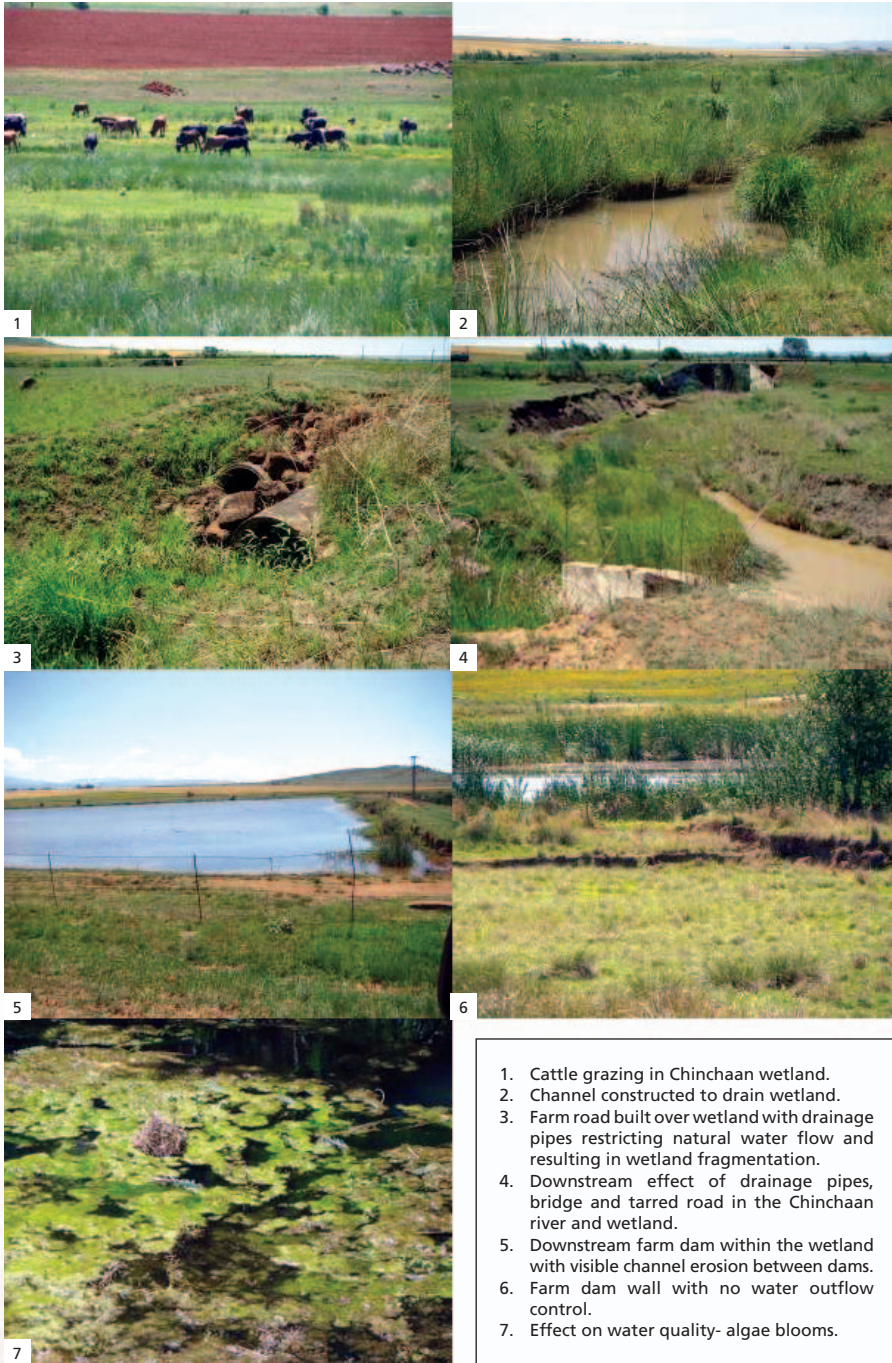 1
2
3
4
5
6
7
1. Cattle grazing in Chinchaan wetland.
2. Channel constructed to drain wetland.
3. Farm road built over wetland with drainage
pipes restricting natural water flow and
resulting in wetland fragmentation.
4. Downstream effect of drainage pipes,
bridge and tarred road in the Chinchaan
river and wetland.
5. Downstream farm dam within the wetland
with visible channel erosion between dams.
6. Farm dam wall with no water outflow
control.
7. Effect on water quality- algae blooms.